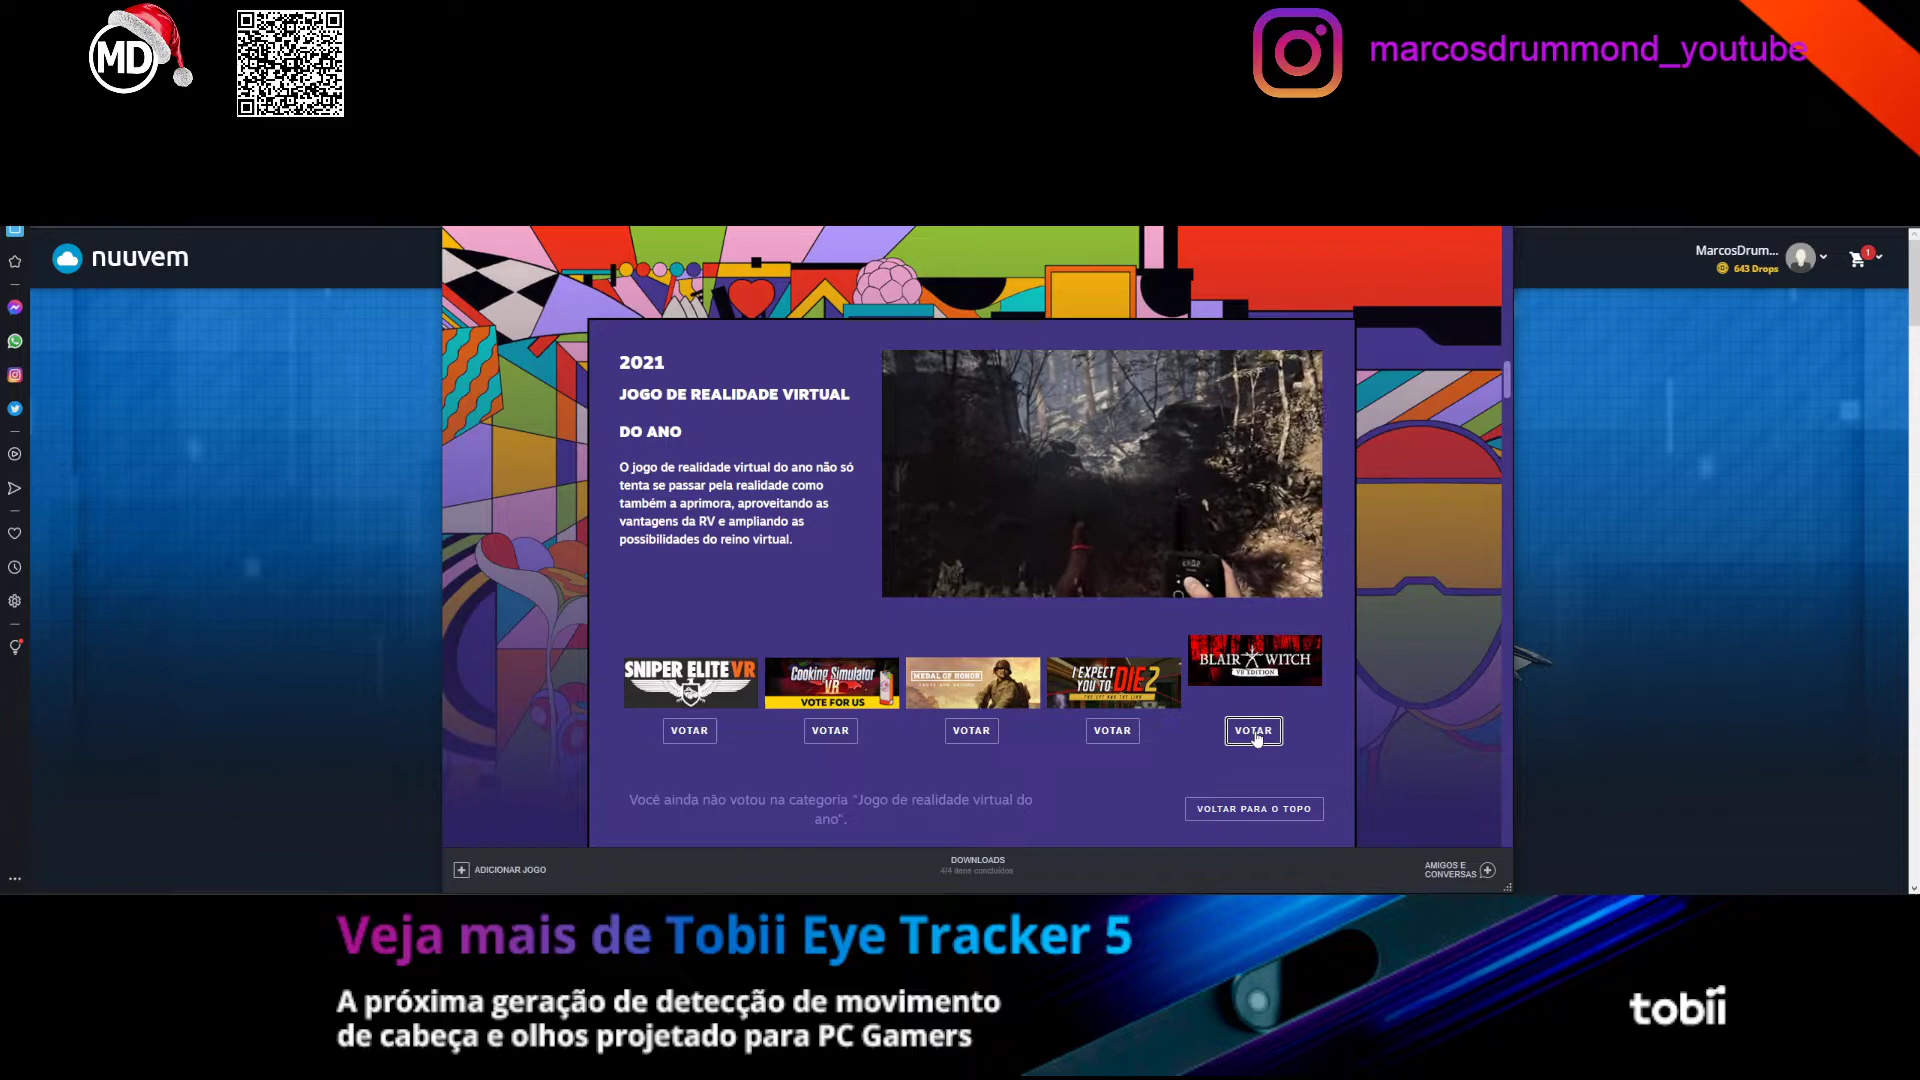 MD
marcosdrummond_youtube
nuuvem
MarcosDrum...
643 Drops
1
2021
JOGO DE REALIDADE VIRTUAL
DO ANO
O jogo de realidade virtual do ano não só
tenta se passar pela realidade como
também a aprimora, aproveitando as
vantagens da RV e ampliando as
possibilidades do reino virtual.
SNIPER ELITE VR
Cooking Simulator
VR
VOTE FOR US
MEDAL OF HONOR
I EXPECT
YOU TO DIE 2
BLAIR WITCH
VR EDITION
VOTAR
VOTAR
VOTAR
VOTAR
VOTAR
Você ainda não votou na categoria "Jogo de realidade virtual do
ano".
VOLTAR PARA O TOPO
ADICIONAR JOGO
DOWNLOADS
4/4 itens concluídos
AMIGOS E
CONVERSAS
Veja mais de Tobii Eye Tracker 5
A próxima geração de detecção de movimento
de cabeça e olhos projetado para PC Gamers
tobii